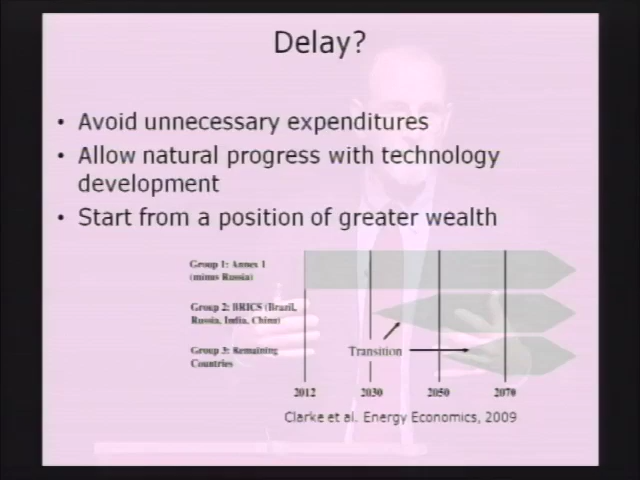 Delay?
• Avoid unnecessary expenditures
• Allow natural progress with technology
development
• Start from a position of greater wealth
Group 1: Annex 1
(minus Russia)
Group 2: BRICS (Brazil,
Russia, India, China)
Group 3: Remaining
Countries
Transition
2012 2030 2050 2070
Clarke et al. Energy Economics, 2009